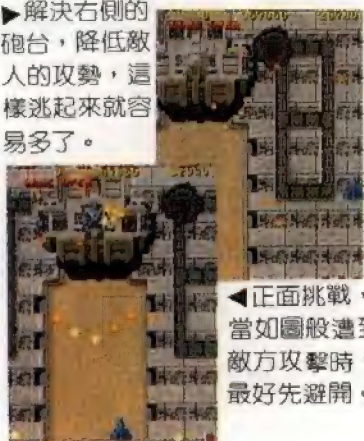 ▶解決右側的
砲台，降低敵
人的攻勢，這
樣逃起來就容
易多了。
◀正面挑戰，
當如圖般遭到
敵方攻擊時
最好先避開。